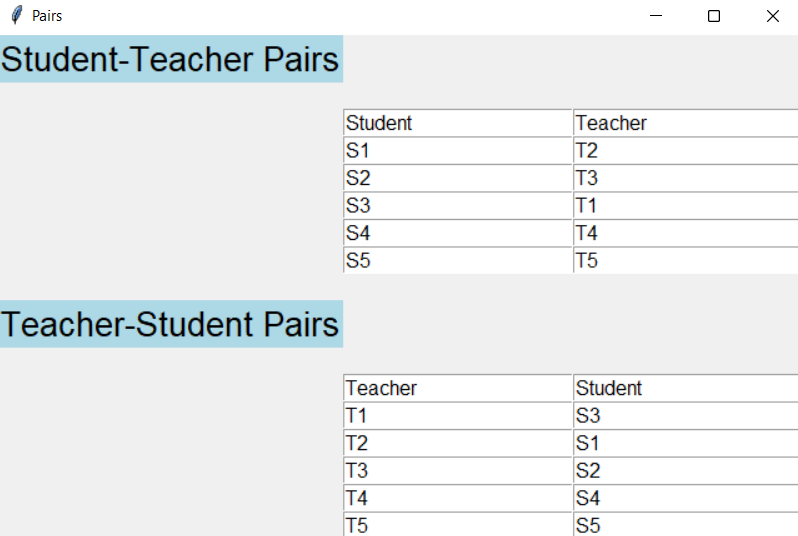 Pairs
Student-Teacher Pairs
Student Teacher
S1 T2
S2 T3
S3 T1
S4 T4
S5 T5
Teacher-Student Pairs
Teacher Student
T1 S3
T2 S1
T3 S2
T4 S4
T5 S5